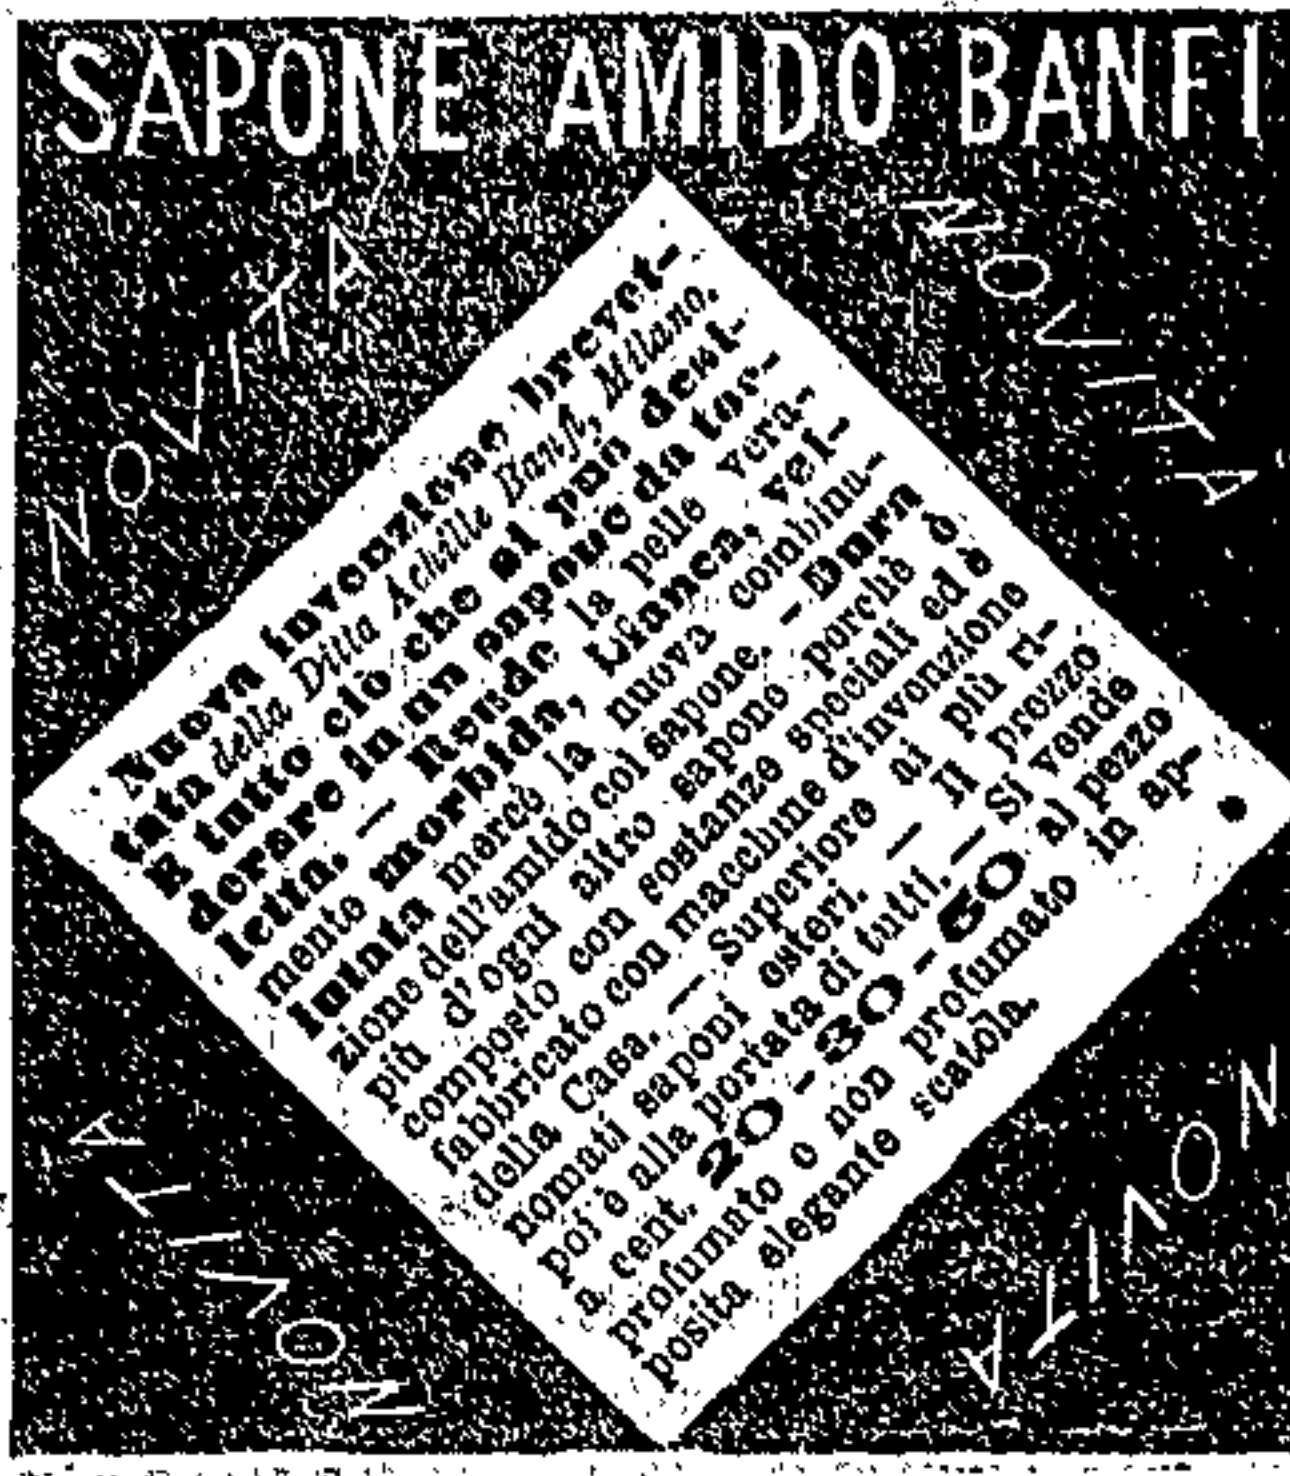 SAPONE AMIDO BANFI
NOVITÀ
NOVITÀ
Nuova invenzione brevet-
tata della Ditta Achille Banfi, Milano.
È tutto ciò che si può desi-
derare in un sapone da toe-
letta. — Rende la pelle vera-
mente morbida, bianca, vel-
lutata mercè la nuova combina-
zione dell'amido col sapone. — Dura
più d'ogni altro sapone perchè è
composto con sostanze speciali ed è
fabbricato con macchine d'invenzione
della Casa. — Superiore ai più ri-
nomati saponi esteri. — Il prezzo
poi è alla portata di tutti. — Si vende
a cent. 20 - 30 - 50 al pezzo
profumato o non profumato in ap-
posita elegante scatola.
NOVITÀ
NOVITÀ